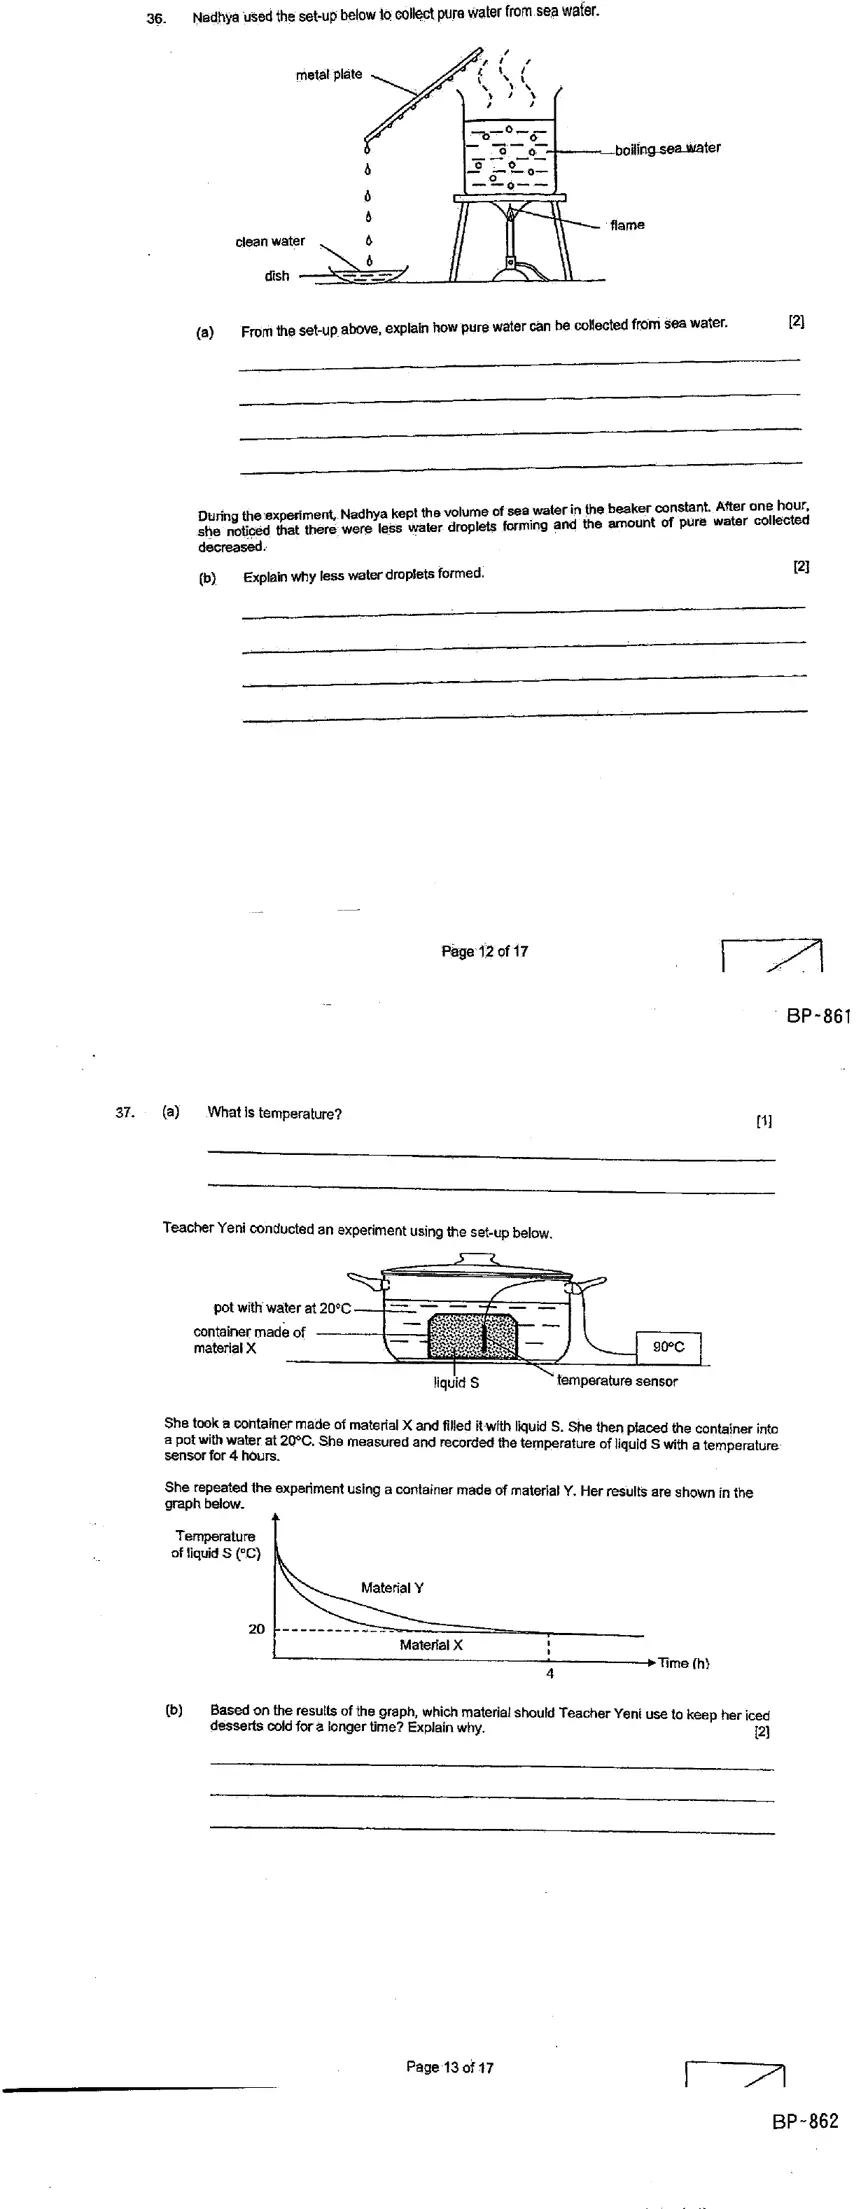 36. Nadhya used the set-up below to collect pure water from sea water.
metal plate
boiling sea water
flame
clean water
dish
(a) From the set-up above, explain how pure water can be collected from sea water. [2]
During the experiment, Nadhya kept the volume of sea water in the beaker constant. After one hour,
she noticed that there were less water droplets forming and the amount of pure water collected
decreased.
(b) Explain why less water droplets formed. [2]
Page 12 of 17
BP-861
37. (a) What is temperature? [1]
Teacher Yeni conducted an experiment using the set-up below.
pot with water at 20°C
container made of
material X
90°C
liquid S
temperature sensor
She took a container made of material X and filled it with liquid S. She then placed the container into
a pot with water at 20°C. She measured and recorded the temperature of liquid S with a temperature
sensor for 4 hours.
She repeated the experiment using a container made of material Y. Her results are shown in the
graph below.
Temperature
of liquid S (°C)
Material Y
20
Material X
Time (h)
4
(b) Based on the results of the graph, which material should Teacher Yeni use to keep her iced
desserts cold for a longer time? Explain why. [2]
Page 13 of 17
BP-862